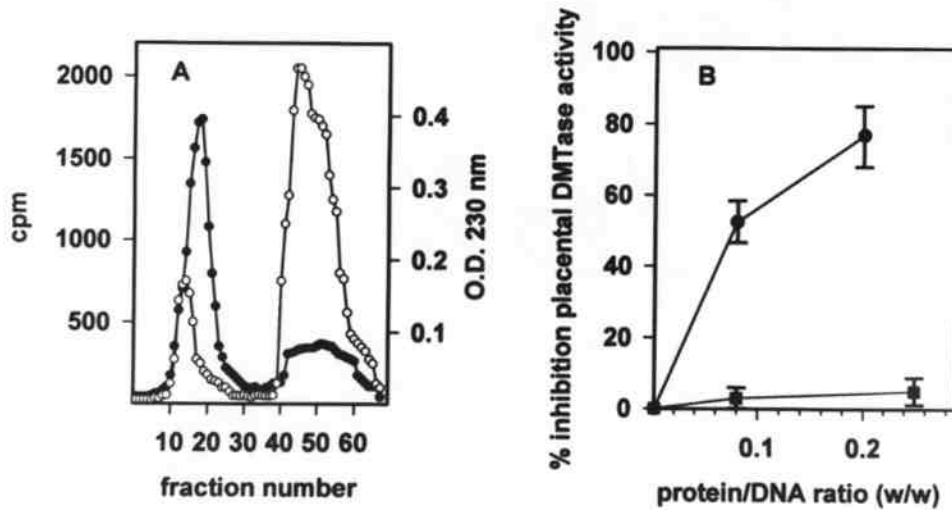 A
cpm
2000
1500
1000
500
0.4
0.3
0.2
0.1
O.D. 230 nm
10 20 30 40 50 60
fraction number
B
% inhibition placental DMTase activity
100
80
60
40
20
0
0.1 0.2
protein/DNA ratio (w/w)